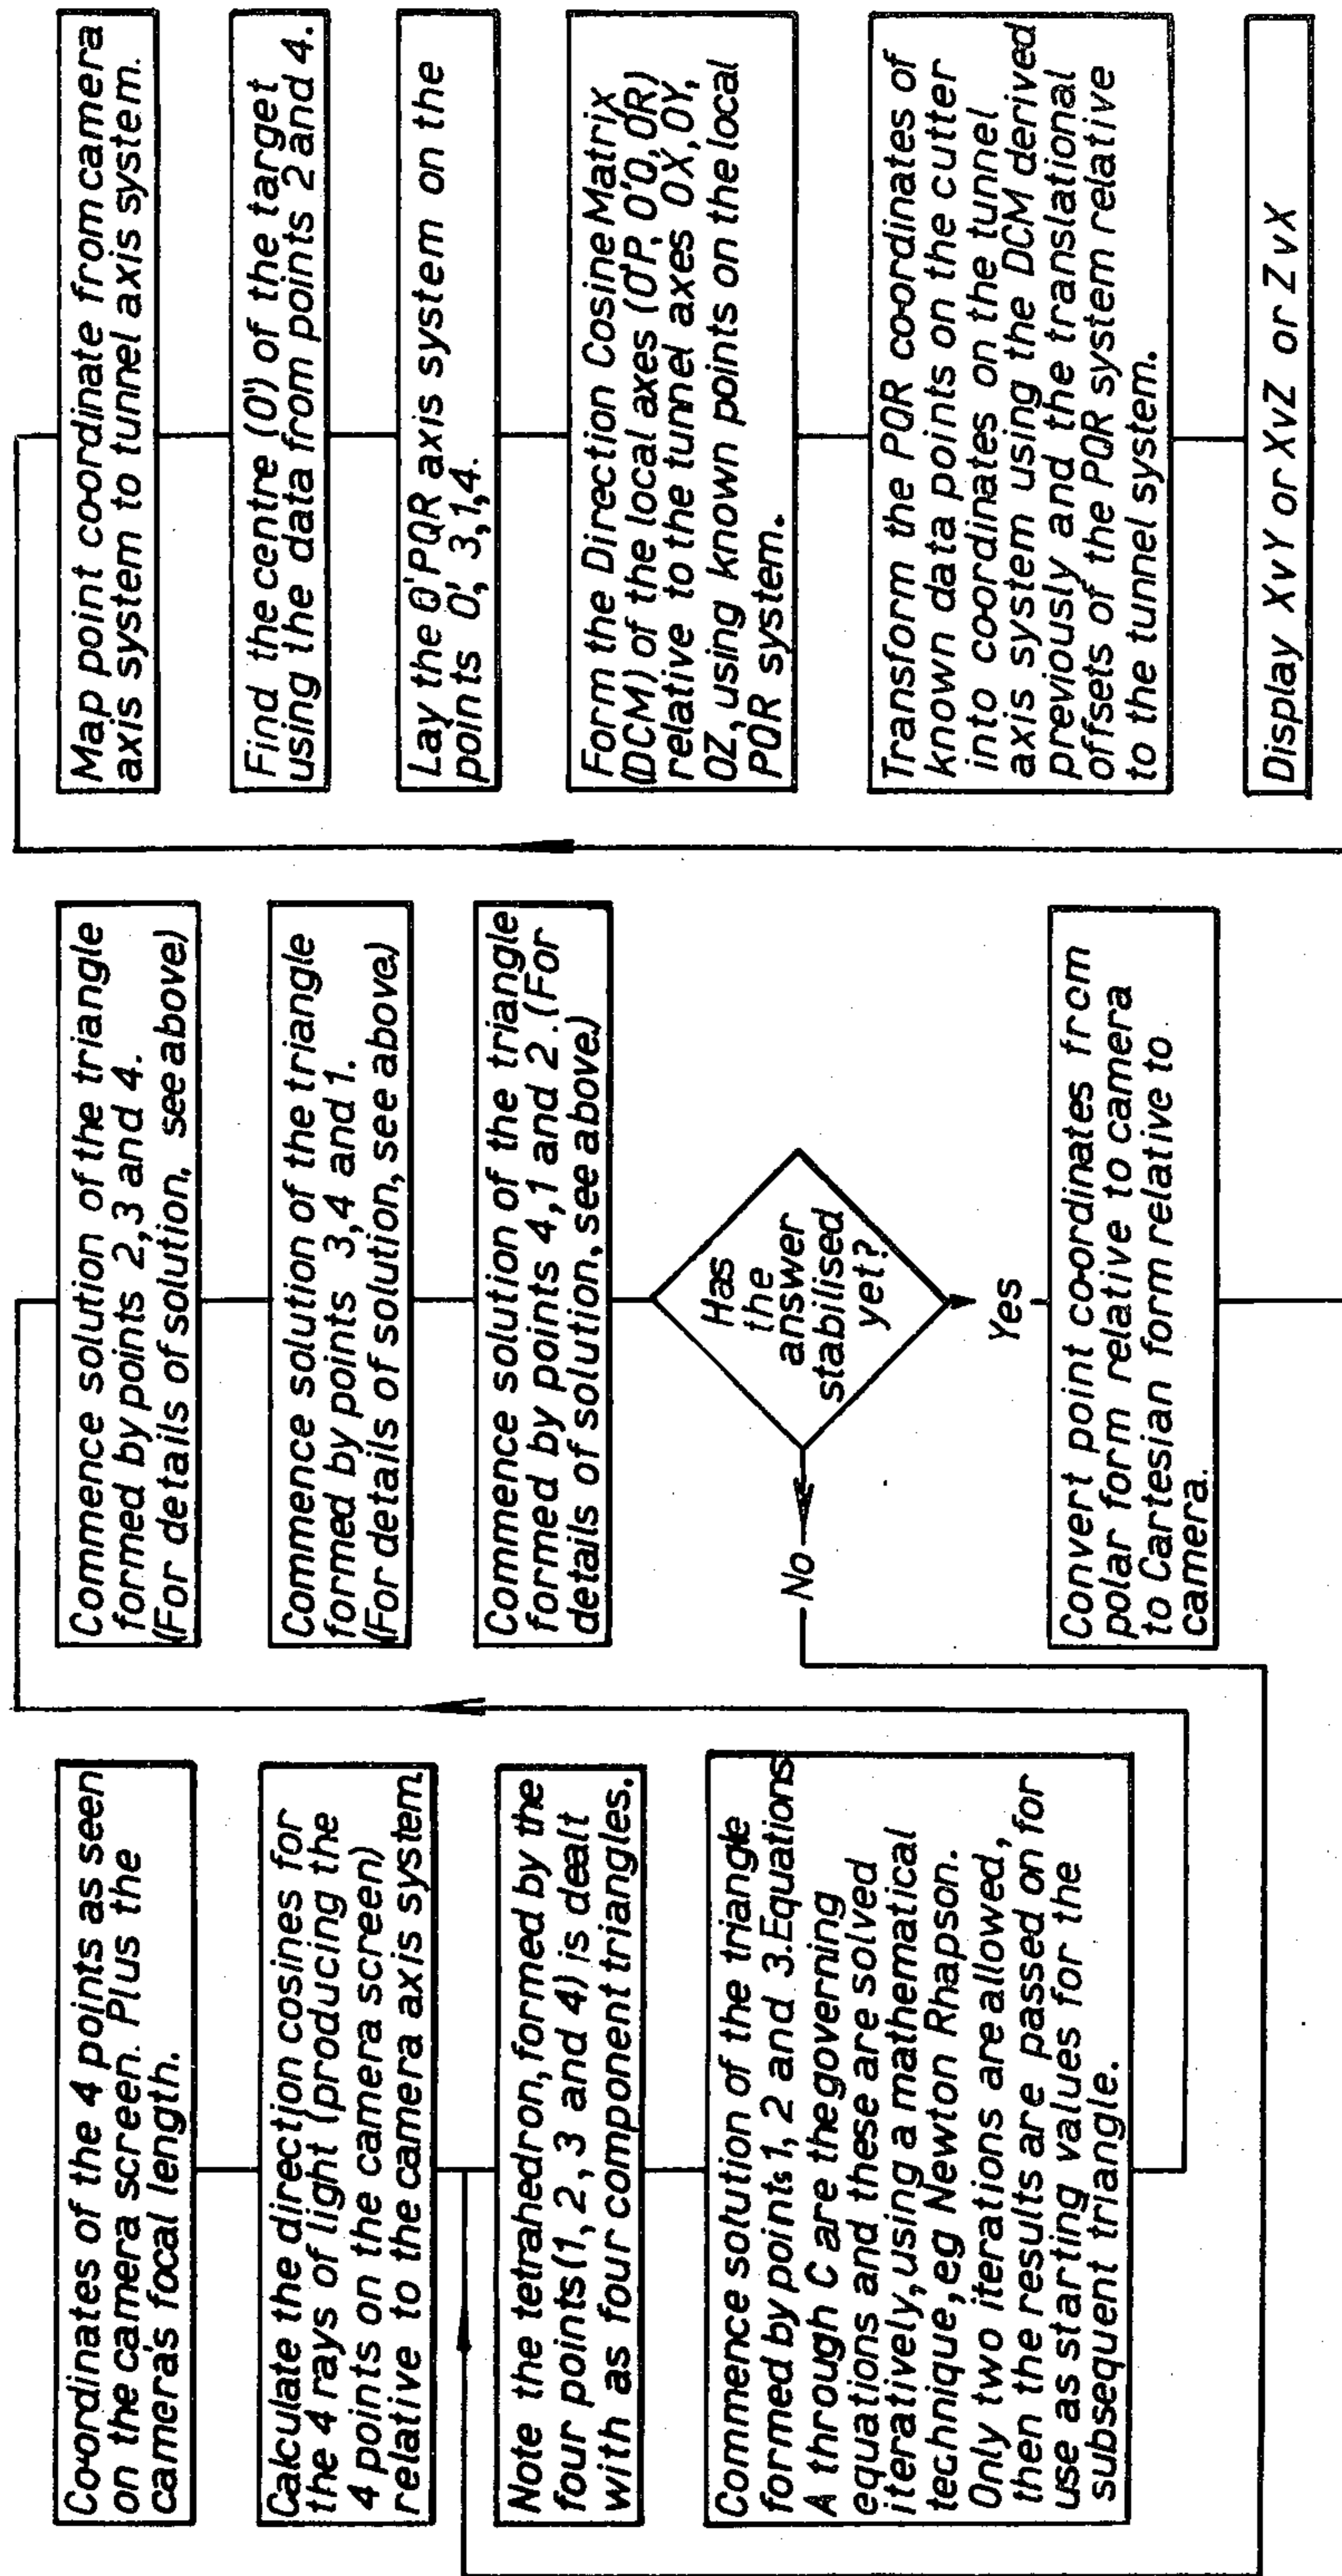 Co-ordinates of the 4 points as seen
on the camera screen. Plus the
camera's focal length.
Calculate the direction cosines for
the 4 rays of light (producing the
4 points on the camera screen)
relative to the camera axis system.
Note the tetrahedron, formed by the
four points (1, 2, 3 and 4) is dealt
with as four component triangles.
Commence solution of the triangle
formed by points 1, 2 and 3. Equations
A through C are the governing
equations and these are solved
iteratively, using a mathematical
technique, eg Newton Rhapson.
Only two iterations are allowed,
then the results are passed on for
use as starting values for the
subsequent triangle.
Commence solution of the triangle
formed by points 2, 3 and 4.
(For details of solution, see above)
Commence solution of the triangle
formed by points 3, 4 and 1.
(For details of solution, see above)
Commence solution of the triangle
formed by points 4, 1 and 2. (For
details of solution, see above)
Has
the
answer
stabilised
yet?
No
Yes
Convert point co-ordinates from
polar form relative to camera
to Cartesian form relative to
camera.
Map point co-ordinate from camera
axis system to tunnel axis system.
Find the centre (O') of the target
using the data from points 2 and 4.
Lay the O'PQR axis system on the
points O', 3, 1, 4.
Form the Direction Cosine Matrix
(DCM) of the local axes (O'P, O'Q, O'R)
relative to the tunnel axes OX, OY,
OZ, using known points on the local
PQR system.
Transform the PQR co-ordinates of
known data points on the cutter
into co-ordinates on the tunnel
axis system using the DCM derived
previously and the translational
offsets of the PQR system relative
to the tunnel system.
Display XvY or XvZ or ZvX